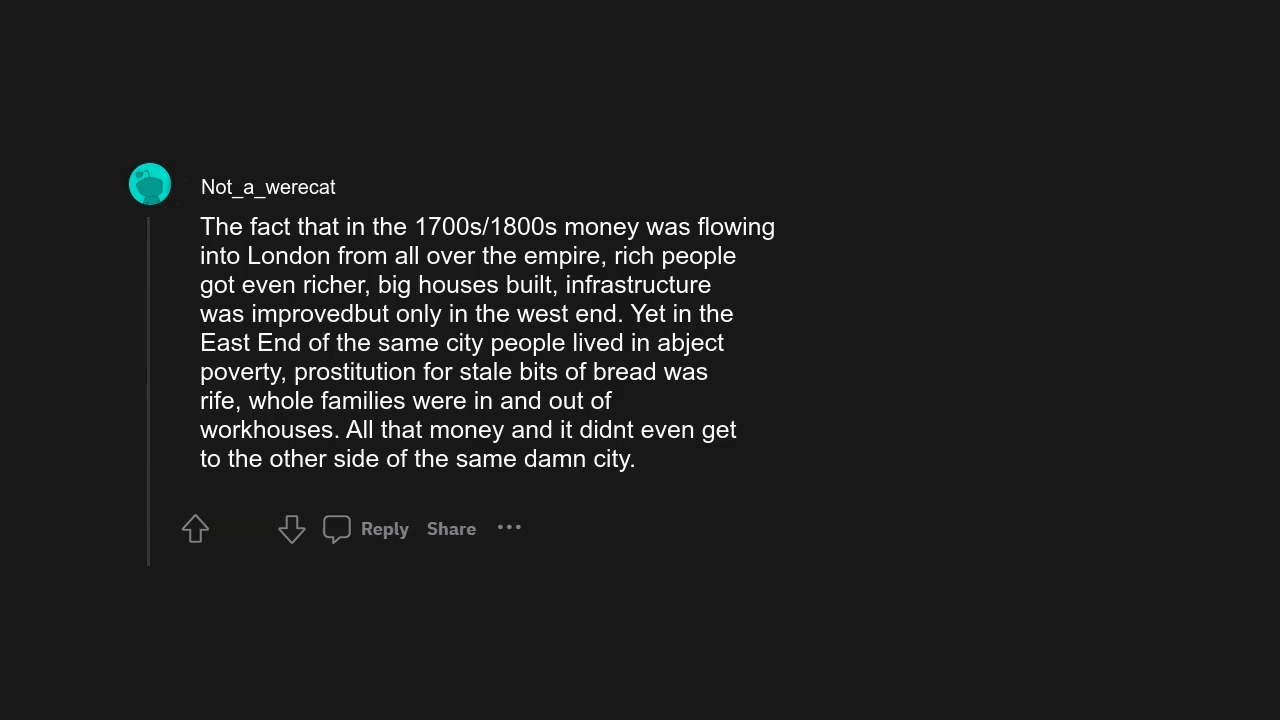 Not_a_werecat
The fact that in the 1700s/1800s money was flowing
into London from all over the empire, rich people
got even richer, big houses built, infrastructure
was improvedbut only in the west end. Yet in the
East End of the same city people lived in abject
poverty, prostitution for stale bits of bread was
rife, whole families were in and out of
workhouses. All that money and it didnt even get
to the other side of the same damn city.
Reply Share